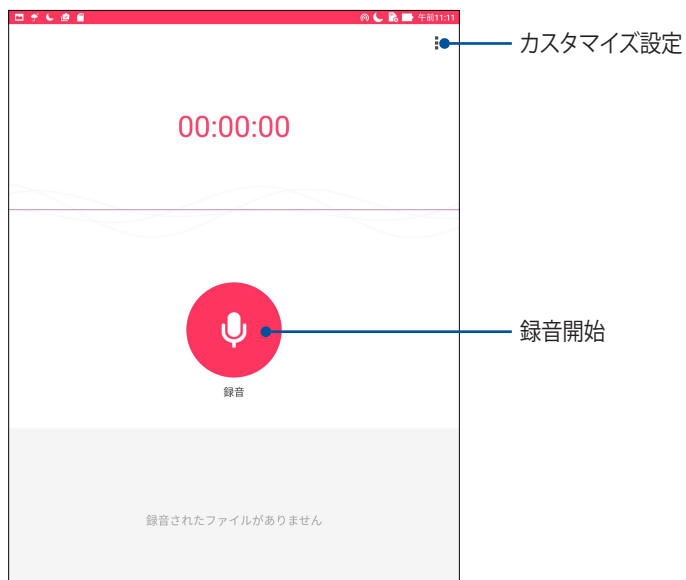 午前11:11
カスタマイズ設定
00:00:00
録音開始
録音
録音されたファイルがありません